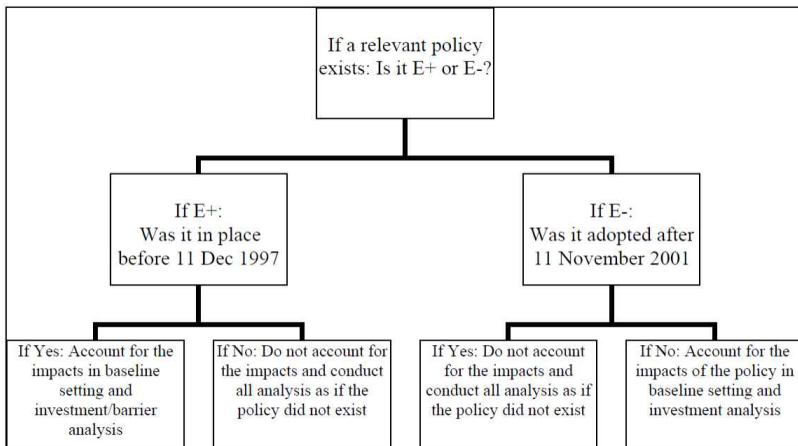 If a relevant policy
exists: Is it E+ or E-?
If E+:
Was it in place
before 11 Dec 1997
If E-:
Was it adopted after
11 November 2001
If Yes: Account for the
impacts in baseline
setting and
investment/barrier
analysis
If No: Do not account for
the impacts and conduct
all analysis as if the
policy did not exist
If Yes: Do not account
for the impacts and
conduct all analysis as if
the policy did not exist
If No: Account for the
impacts of the policy in
baseline setting and
investment analysis